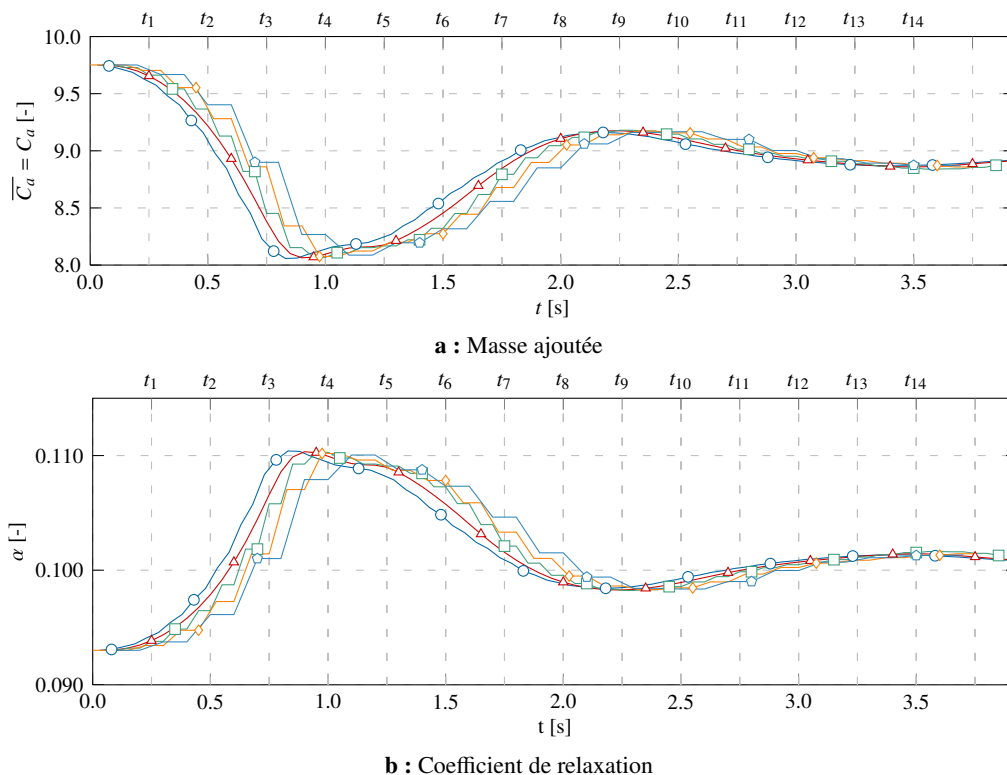 t₁ t₂ t₃ t₄ t₅ t₆ t₇ t₈ t₉ t₁₀ t₁₁ t₁₂ t₁₃ t₁₄
10.0
9.5
9.0
8.5
8.0
C̅ₐ = Cₐ [-]
0.0 0.5 1.0 1.5 2.0 2.5 3.0 3.5
t [s]
a : Masse ajoutée
t₁ t₂ t₃ t₄ t₅ t₆ t₇ t₈ t₉ t₁₀ t₁₁ t₁₂ t₁₃ t₁₄
0.110
0.100
0.090
α [-]
0.0 0.5 1.0 1.5 2.0 2.5 3.0 3.5
t [s]
b : Coefficient de relaxation